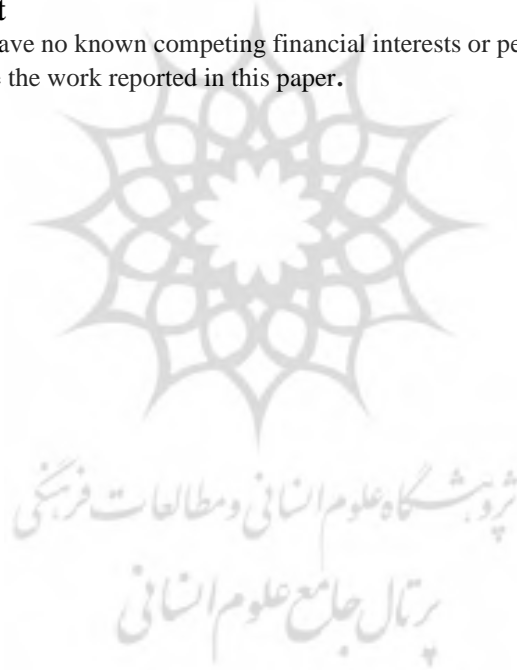 t
ave no known competing financial interests or pe
the work reported in this paper.
پژوهشگاه علوم انسانی و مطالعات فرهنگی
پرتال جامع علوم انسانی